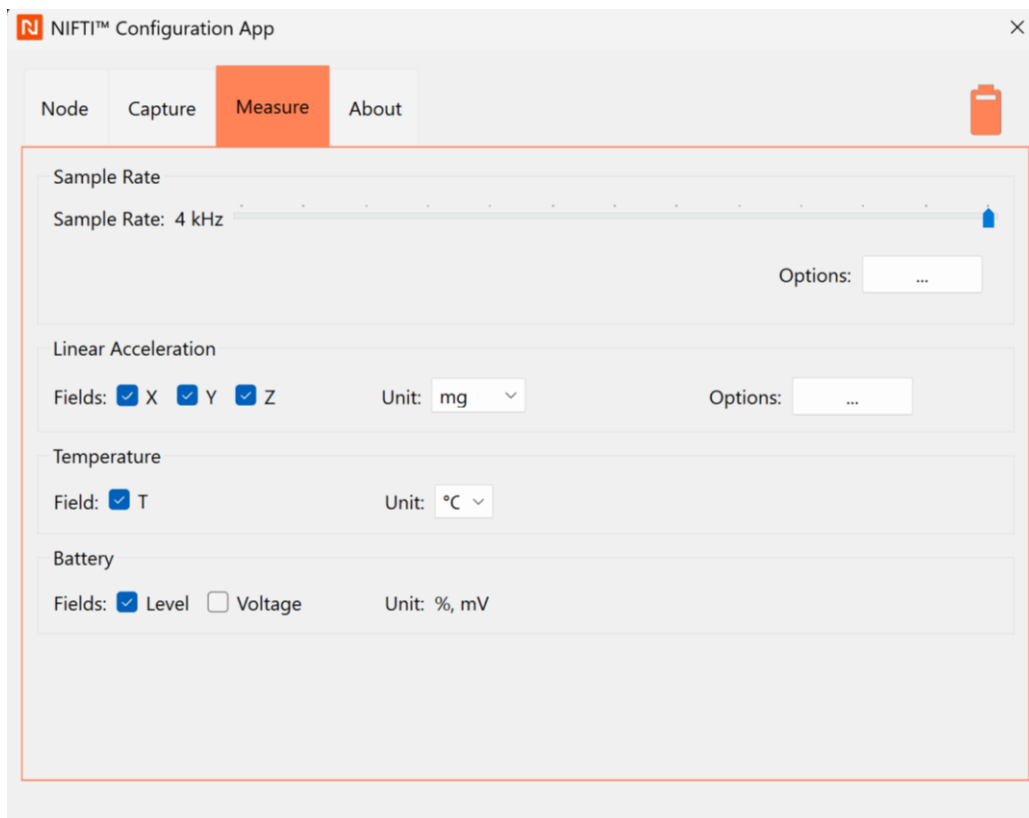 N NIFTI™ Configuration App
Node Capture Measure About
Sample Rate
Sample Rate: 4 kHz
Options: ...
Linear Acceleration
Fields: X Y Z Unit: mg Options: ...
Temperature
Field: T Unit: °C
Battery
Fields: Level Voltage Unit: %, mV